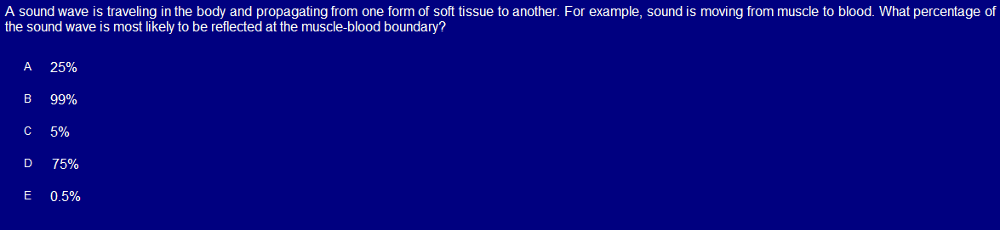 A sound wave is traveling in the body and propagating from one form of soft tissue to another. For example, sound is moving from muscle to blood. What percentage of
the sound wave is most likely to be reflected at the muscle-blood boundary?
A 25%
B 99%
C 5%
D 75%
E 0.5%